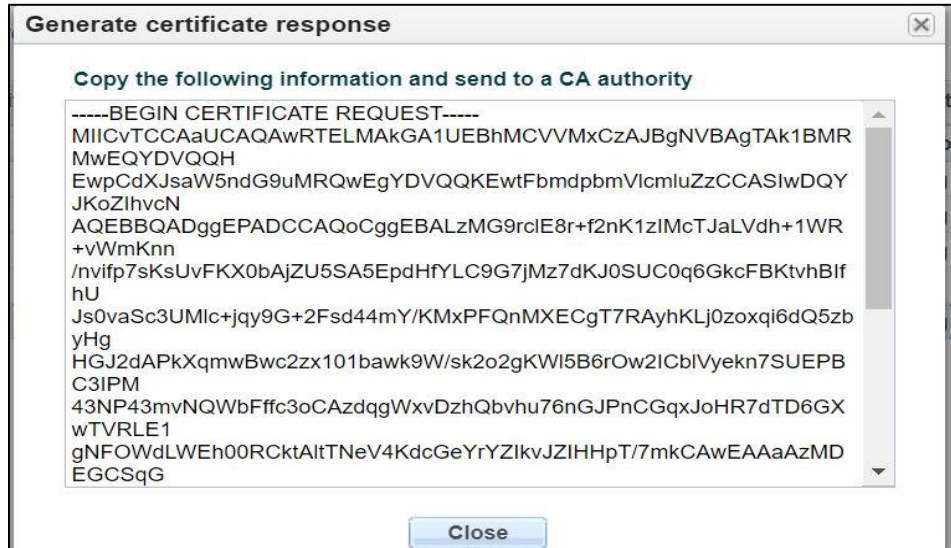 Generate certificate response
Copy the following information and send to a CA authority
-----BEGIN CERTIFICATE REQUEST-----
MIICvTCCAaUCAQAwRTELMAkGA1UEBhMCVVMxCzAJBgNVBAgTAk1BMR
MwEQYDVQQH
EwpCdXJsaW5ndG9uMRQwEgYDVQQKEwtFbmdpbmVlcmluZzCCASIwDQY
JKoZIhvcN
AQEBBQADggEPADCCAQoCggEBALzMG9rclE8r+f2nK1zIMcTJaLVdh+1WR
+vWmKnn
/nvifp7sKsUvFKX0bAjZU5SA5EpdHfYLC9G7jMz7dKJ0SUC0q6GkcFBKtvhBIf
hU
Js0vaSc3UMlc+jqy9G+2Fsd44mY/KMxPFQnMXECgT7RAyhKLj0zoxqi6dQ5zb
yHg
HGJ2dAPkXqmwBwc2zx101bawk9W/sk2o2gKWl5B6rOw2ICblVyekn7SUEPB
C3IPM
43NP43mvNQWbFffc3oCAzdqgWxvDzhQbvhu76nGJPnCGqxJoHR7dTD6GX
wTVRLE1
gNFOWdLWEh00RCktAltTNeV4KdcGeYrYZIkvJZIHHpT/7mkCAwEAAaAzMD
EGCSqG
Close